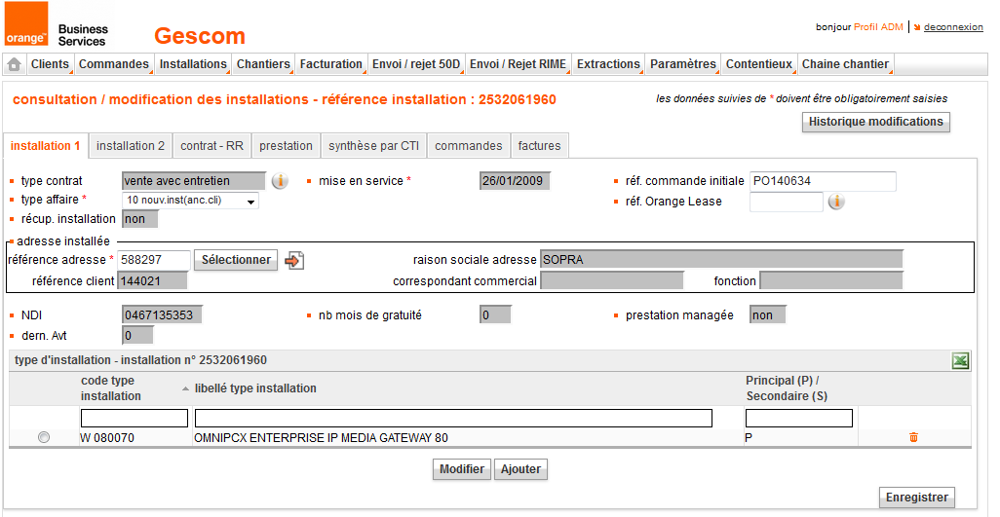 orange™
Business
Services
Gescom
bonjour Profil ADM | déconnexion
Clients Commandes Installations Chantiers Facturation Envoi / rejet 50D Envoi / Rejet RIME Extractions Paramètres Contentieux Chaine chantier
consultation / modification des installations - référence installation : 2532061960
les données suivies de * doivent être obligatoirement saisies
Historique modifications
installation 1 installation 2 contrat - RR prestation synthèse par CTI commandes factures
type contrat vente avec entretien mise en service * 26/01/2009 réf. commande initiale PO140634
type affaire * 10 nouv.inst(anc.cli) réf. Orange Lease
récup. installation non
adresse installée
référence adresse * 588297 Sélectionner raison sociale adresse SOPRA
référence client 144021 correspondant commercial fonction
NDI 0467135353 nb mois de gratuité 0 prestation managée non
dern. Avt 0
type d'installation - installation n° 2532061960
code type installation libellé type installation Principal (P) / Secondaire (S)
W 080070 OMNIPCX ENTERPRISE IP MEDIA GATEWAY 80 P
Modifier Ajouter
Enregistrer